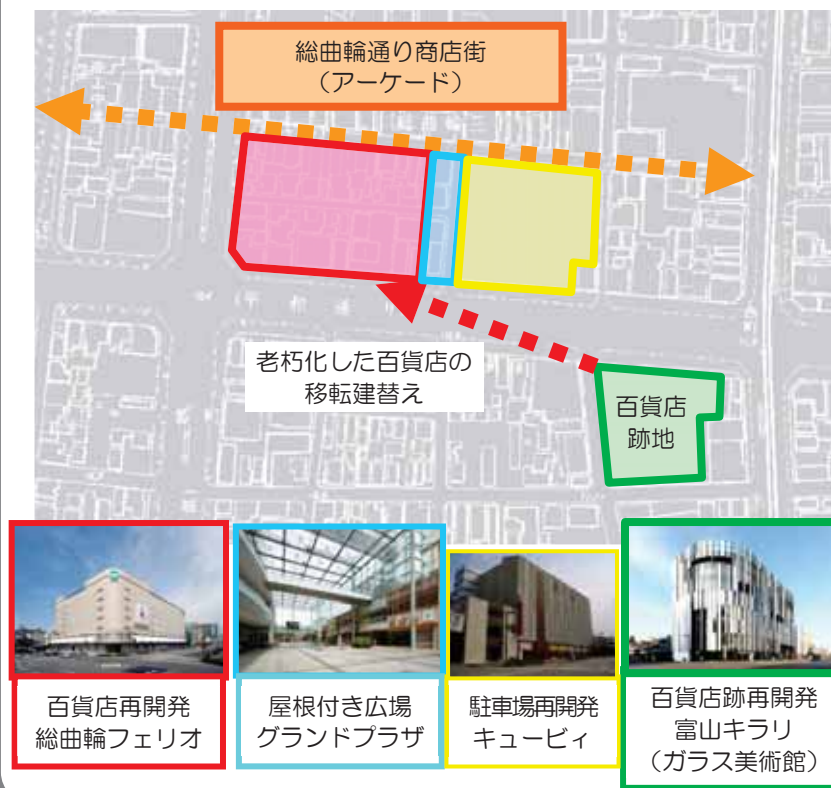 総曲輪通り商店街
（アーケード）
老朽化した百貨店の
移転建替え
百貨店
跡地
百貨店再開発
総曲輪フェリオ
屋根付き広場
グランドプラザ
駐車場再開発
キュービィ
百貨店跡再開発
富山キラリ
（ガラス美術館）